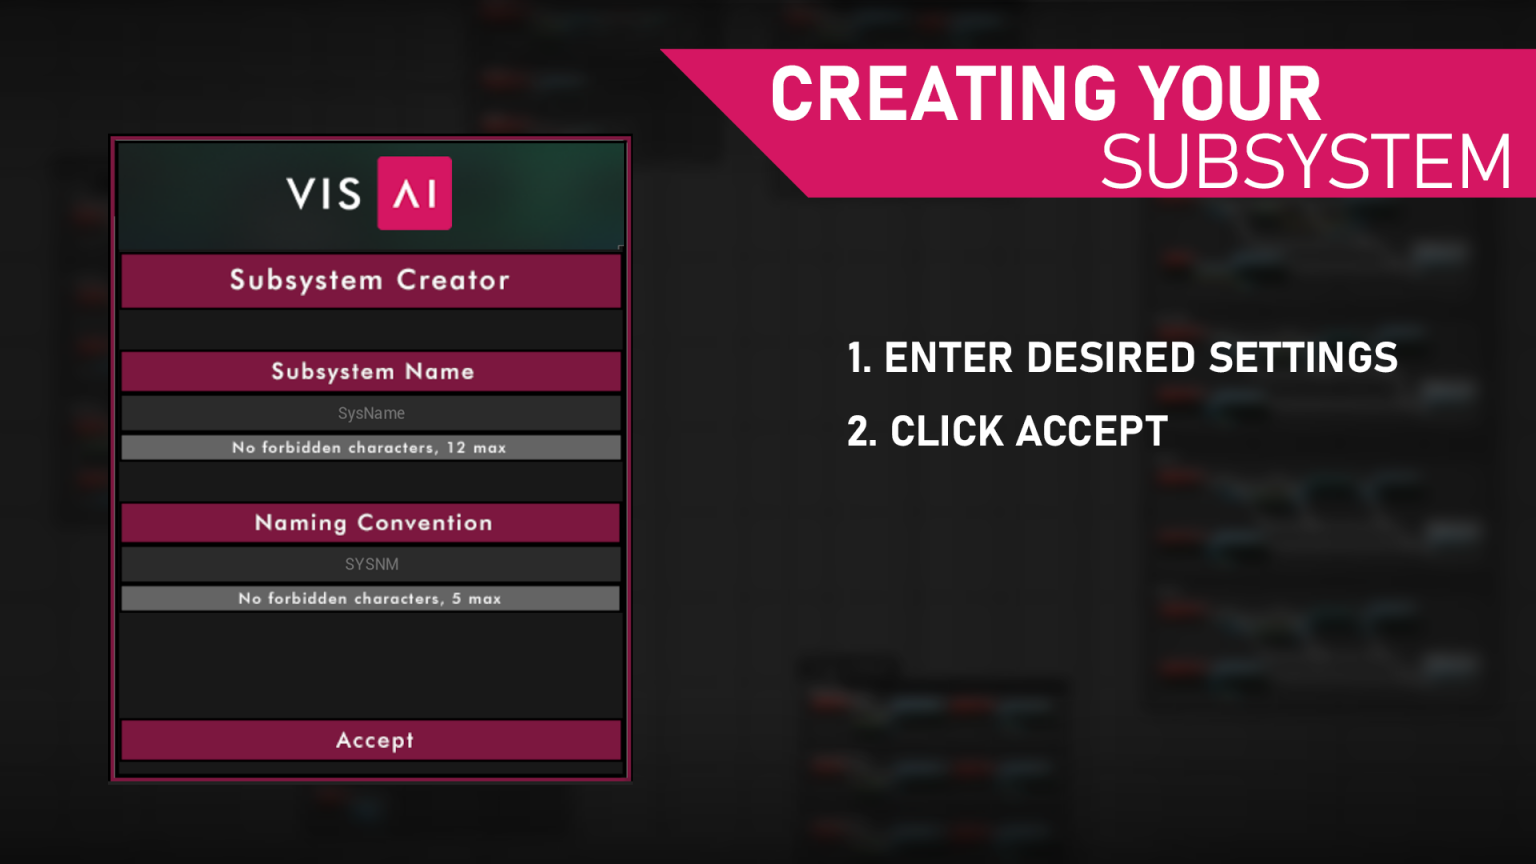 CREATING YOUR
SUBSYSTEM
VIS AI
Subsystem Creator
Subsystem Name
SysName
No forbidden characters, 12 max
Naming Convention
SYSNM
No forbidden characters, 5 max
Accept
1. ENTER DESIRED SETTINGS
2. CLICK ACCEPT